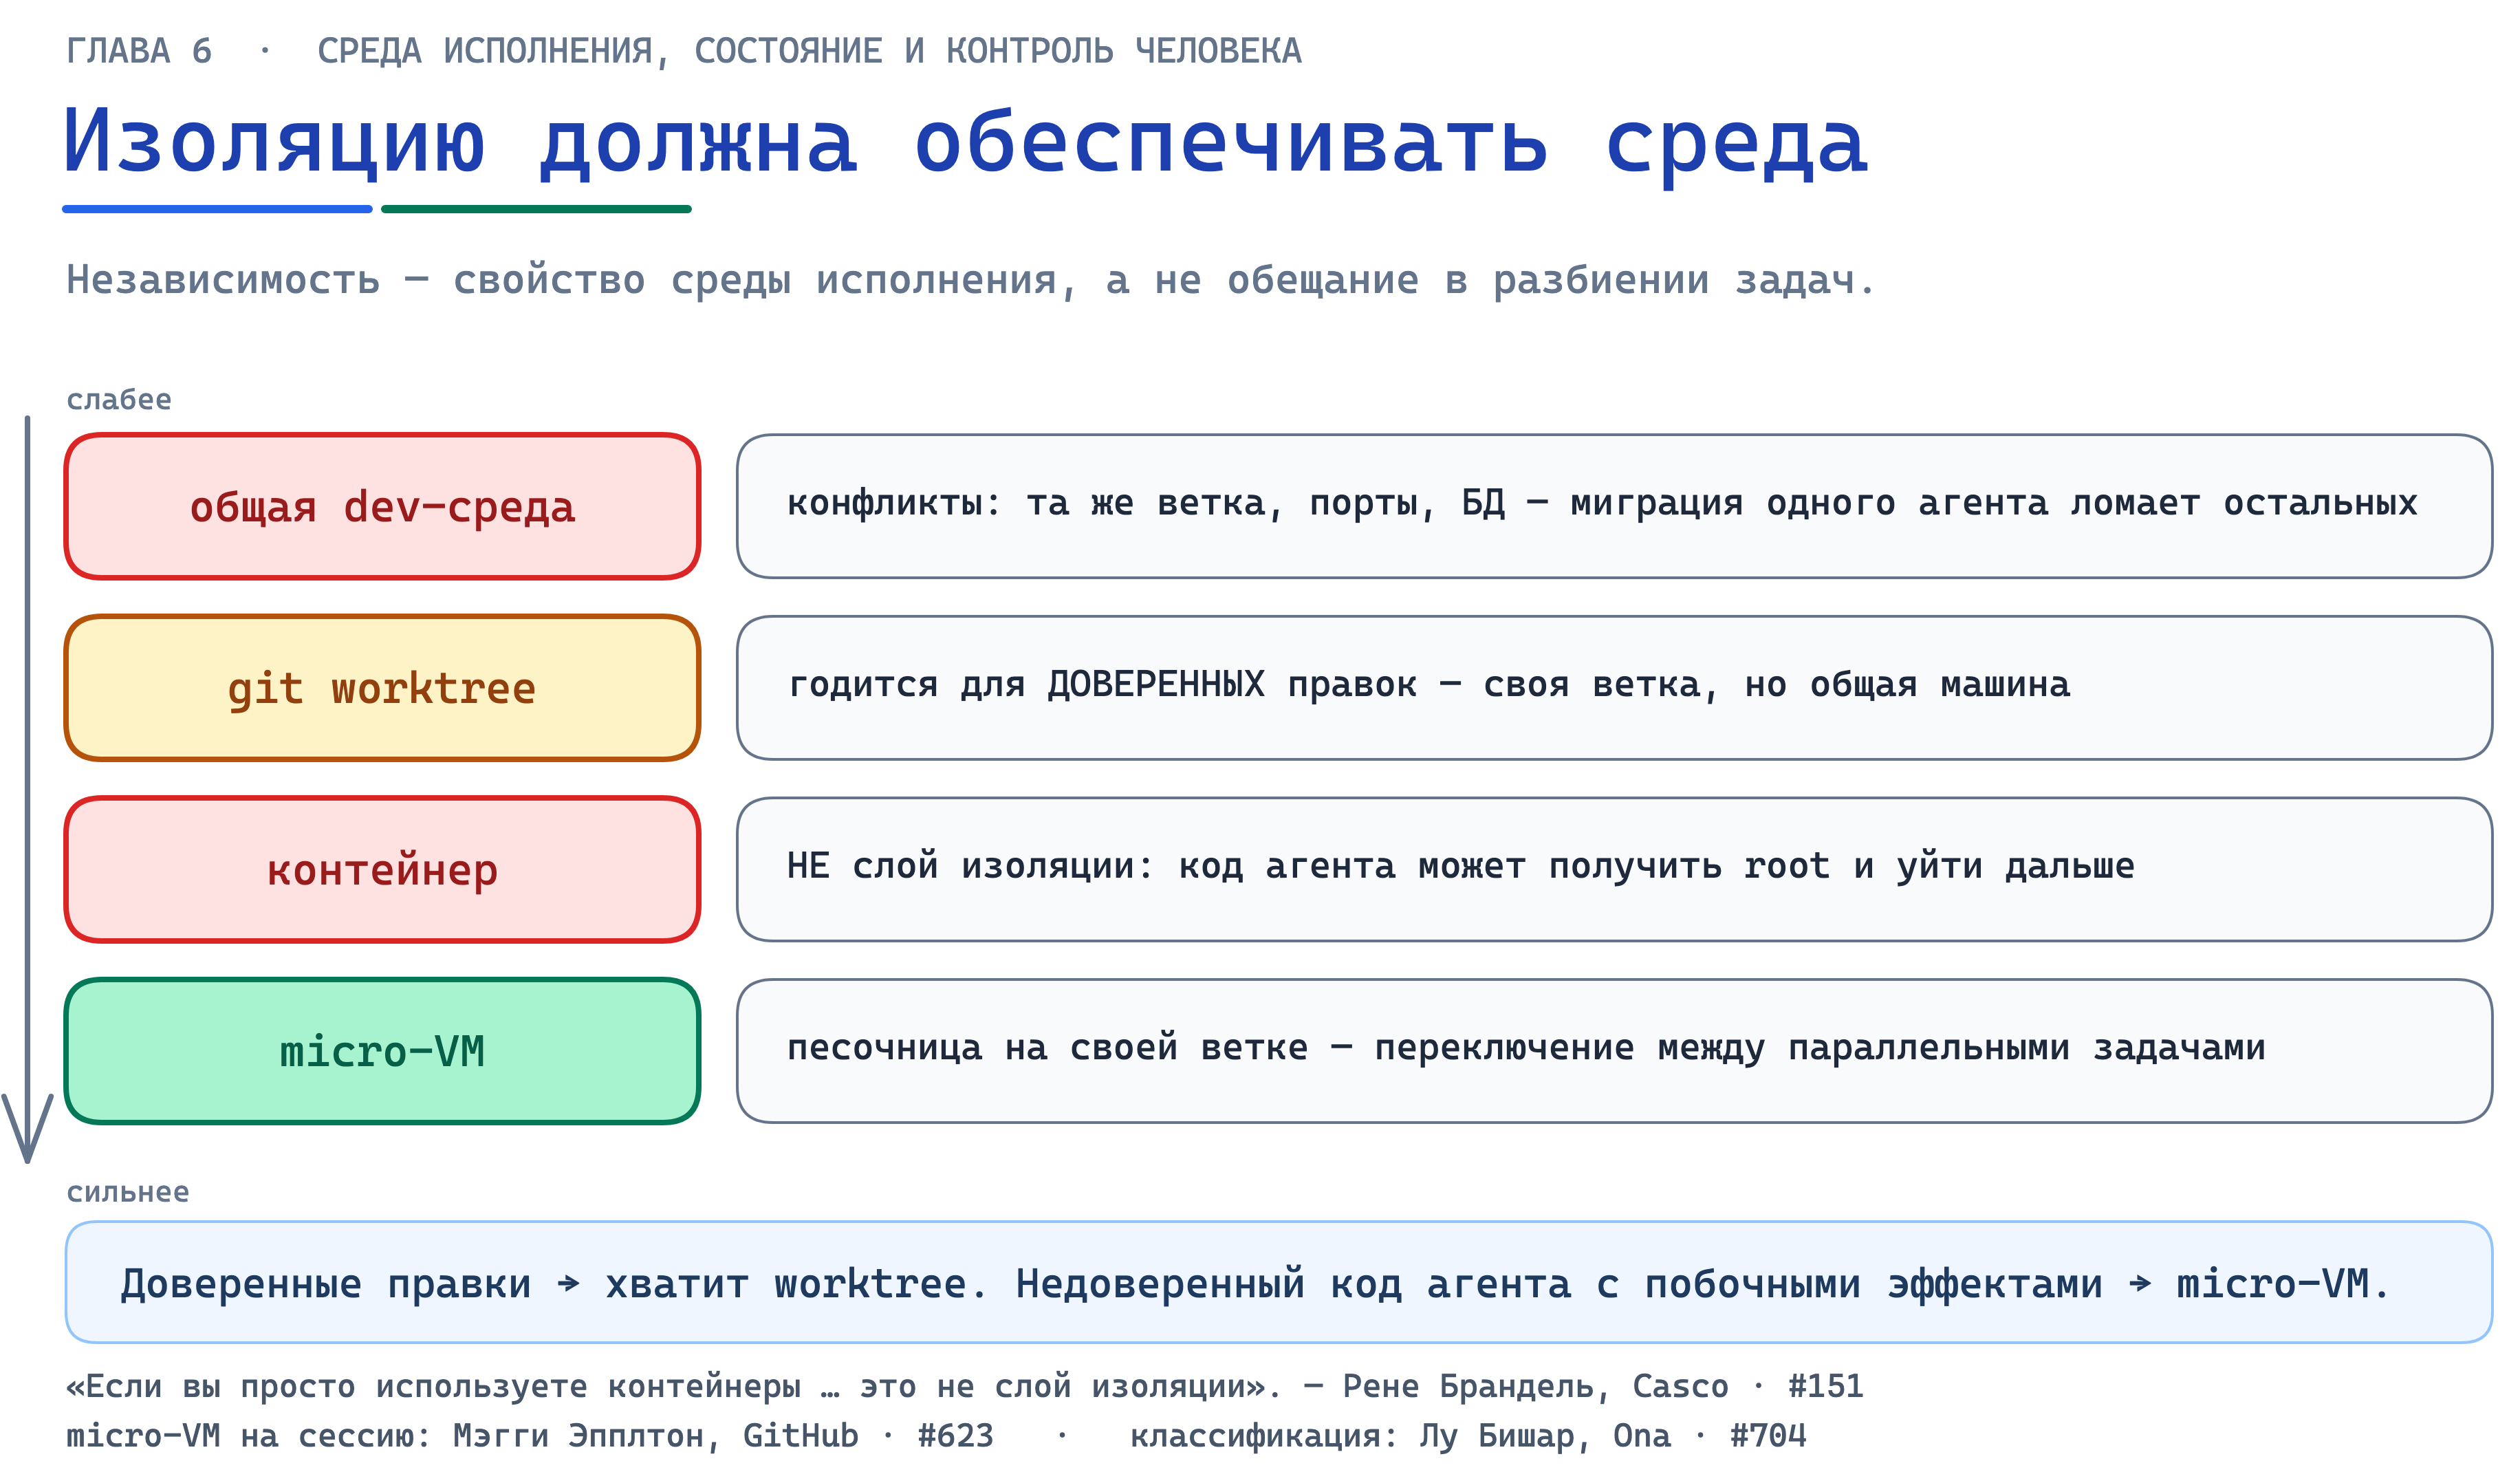 ГЛАВА 6 · СРЕДА ИСПОЛНЕНИЯ, СОСТОЯНИЕ И КОНТРОЛЬ ЧЕЛОВЕКА
Изоляцию должна обеспечивать среда
Независимость — свойство среды исполнения, а не обещание в разбиении задач.
слабее
общая dev-среда
конфликты: та же ветка, порты, БД — миграция одного агента ломает остальных
git worktree
годится для ДОВЕРЕННЫХ правок — своя ветка, но общая машина
контейнер
НЕ слой изоляции: код агента может получить root и уйти дальше
micro-VM
песочница на своей ветке — переключение между параллельными задачами
сильнее
Доверенные правки → хватит worktree. Недоверенный код агента с побочными эффектами → micro-VM.
«Если вы просто используете контейнеры … это не слой изоляции». — Рене Брандель, Casco · #151
micro-VM на сессию: Мэгги Эпплтон, GitHub · #623 · классификация: Лу Бишар, Ona · #704